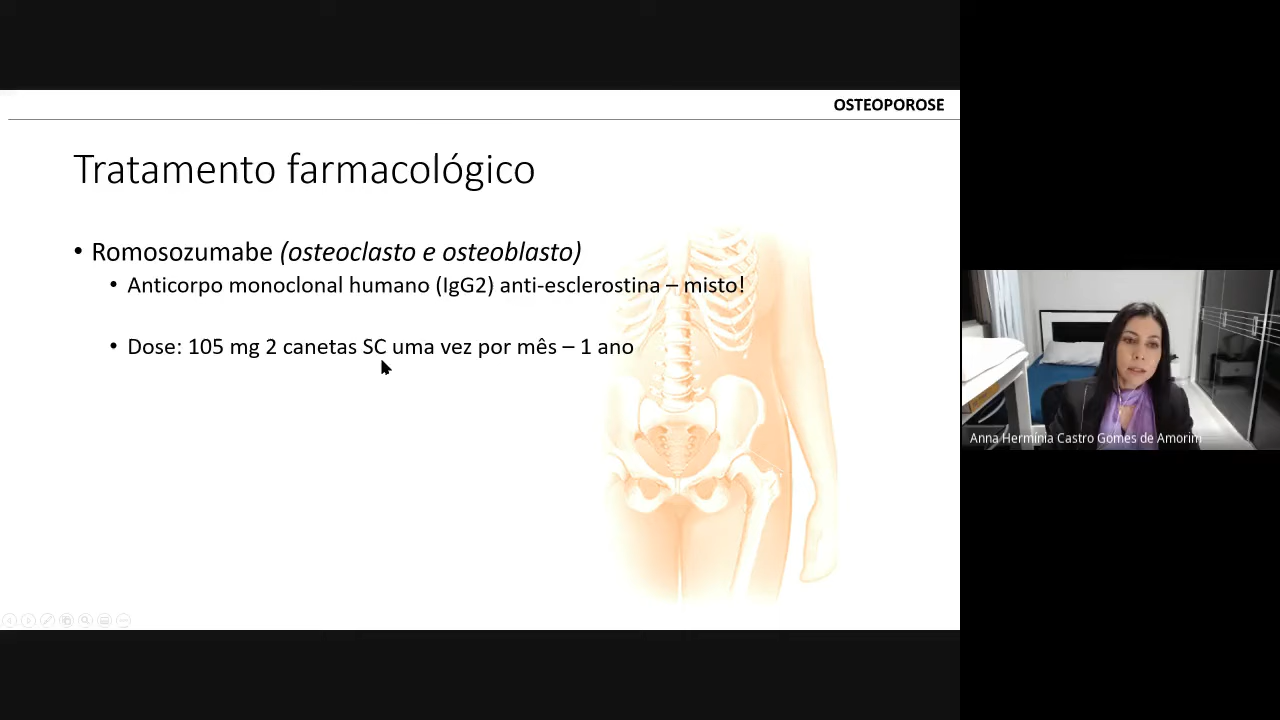 OSTEOPOROSE
Tratamento farmacológico
• Romosozumabe (osteoclasto e osteoblasto)
• Anticorpo monoclonal humano (IgG2) anti-esclerostina – misto!
• Dose: 105 mg 2 canetas SC uma vez por mês – 1 ano
Anna Hermínia Castro Gomes de Amorim